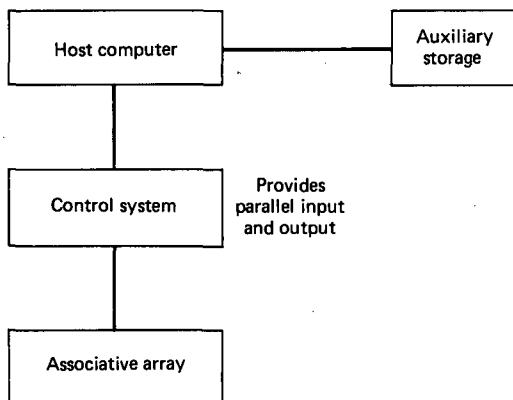 Host computer
Auxiliary
storage
Control system
Provides
parallel input
and output
Associative array